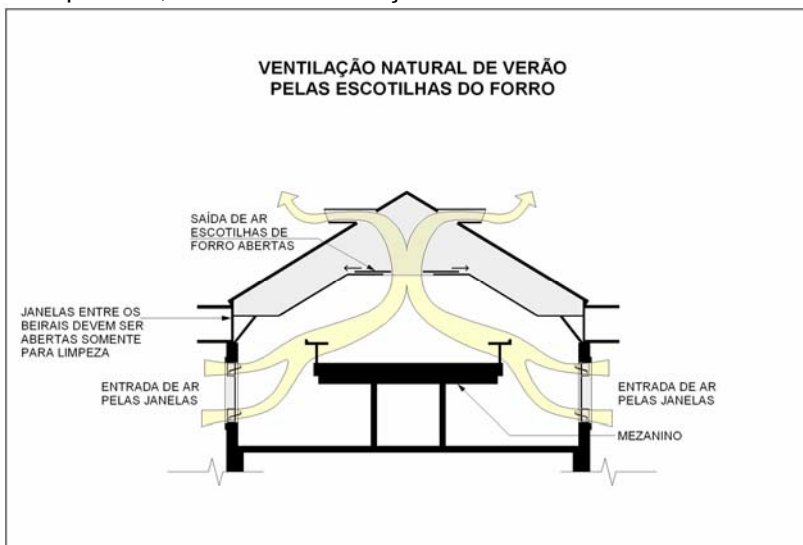 VENTILAÇÃO NATURAL DE VERÃO
PELAS ESCOTILHAS DO FORRO
SAÍDA DE AR
ESCOTILHAS DE
FORRO ABERTAS
JANELAS ENTRE OS
BEIRAIS DEVEM SER
ABERTAS SOMENTE
PARA LIMPEZA
ENTRADA DE AR
PELAS JANELAS
ENTRADA DE AR
PELAS JANELAS
MEZANINO